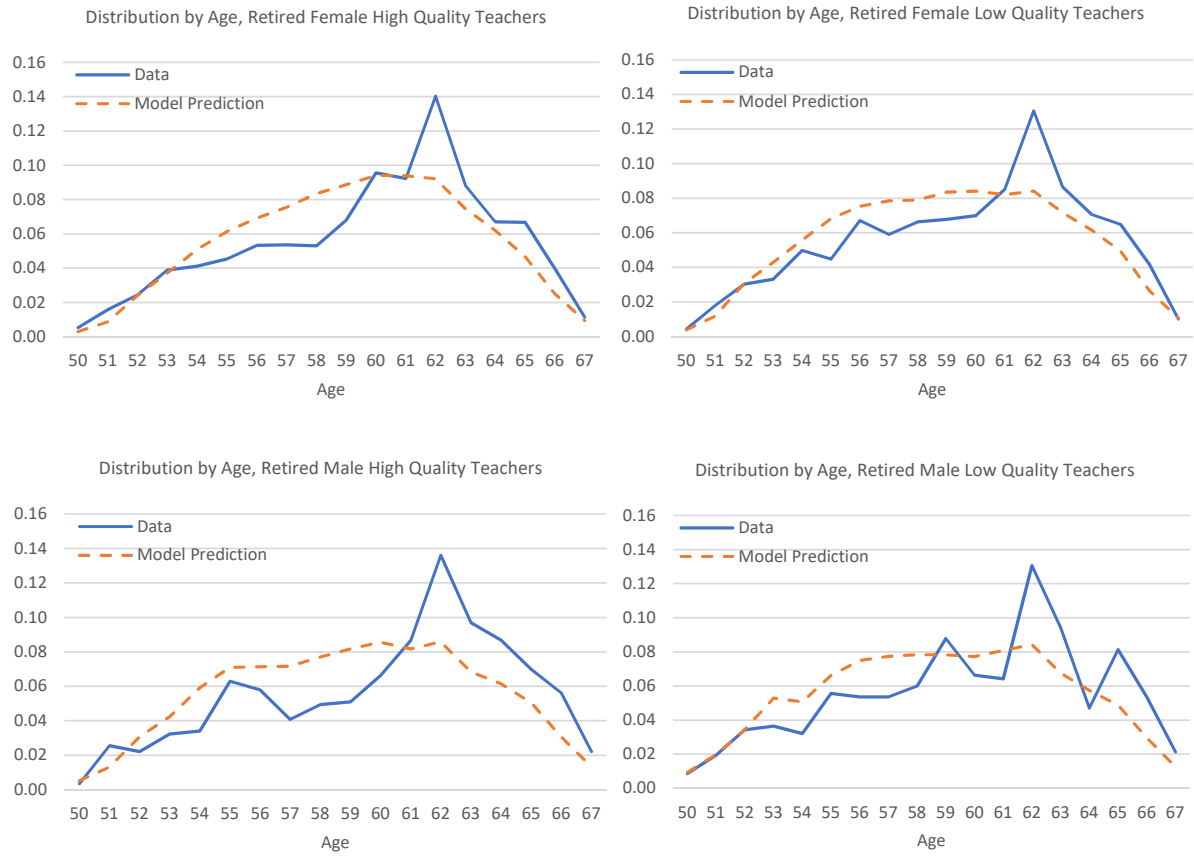 Distribution by Age, Retired Female High Quality Teachers
0.16
0.14
0.12
0.10
0.08
0.06
0.04
0.02
0.00
Data
Model Prediction
50 51 52 53 54 55 56 57 58 59 60 61 62 63 64 65 66 67
Age
Distribution by Age, Retired Female Low Quality Teachers
0.16
0.14
0.12
0.10
0.08
0.06
0.04
0.02
0.00
Data
Model Prediction
50 51 52 53 54 55 56 57 58 59 60 61 62 63 64 65 66 67
Age
Distribution by Age, Retired Male High Quality Teachers
0.16
0.14
0.12
0.10
0.08
0.06
0.04
0.02
0.00
Data
Model Prediction
50 51 52 53 54 55 56 57 58 59 60 61 62 63 64 65 66 67
Age
Distribution by Age, Retired Male Low Quality Teachers
0.16
0.14
0.12
0.10
0.08
0.06
0.04
0.02
0.00
Data
Model Prediction
50 51 52 53 54 55 56 57 58 59 60 61 62 63 64 65 66 67
Age